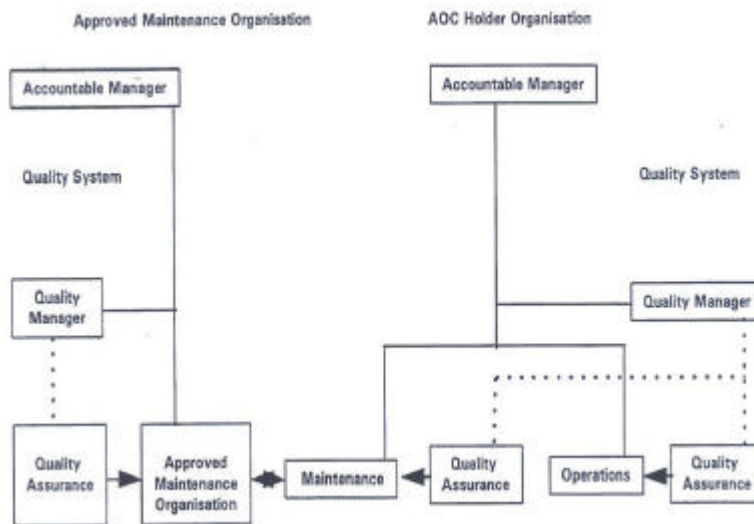 Approved Maintenance Organisation
AOC Holder Organisation
Accountable Manager
Accountable Manager
Quality System
Quality System
Quality
Manager
Quality Manager
Quality
Assurance
Approved
Maintenance
Organisation
Maintenance
Quality
Assurance
Operations
Quality
Assurance